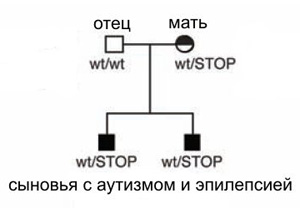 отец мать
wt/wt wt/STOP
wt/STOP wt/STOP
сыновья с аутизмом и эпилепсией